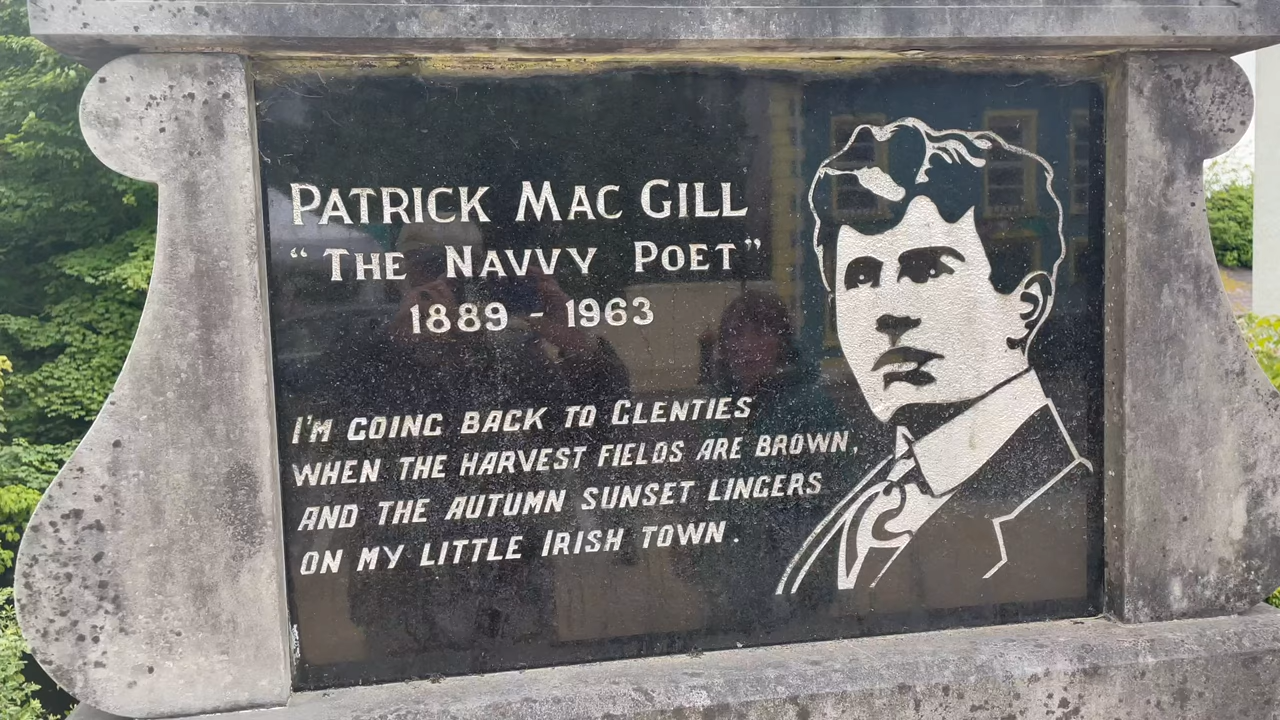 PATRICK MAC GILL
"THE NAVVY POET"
1889 - 1963
I'M GOING BACK TO GLENTIES
WHEN THE HARVEST FIELDS ARE BROWN,
AND THE AUTUMN SUNSET LINGERS
ON MY LITTLE IRISH TOWN.